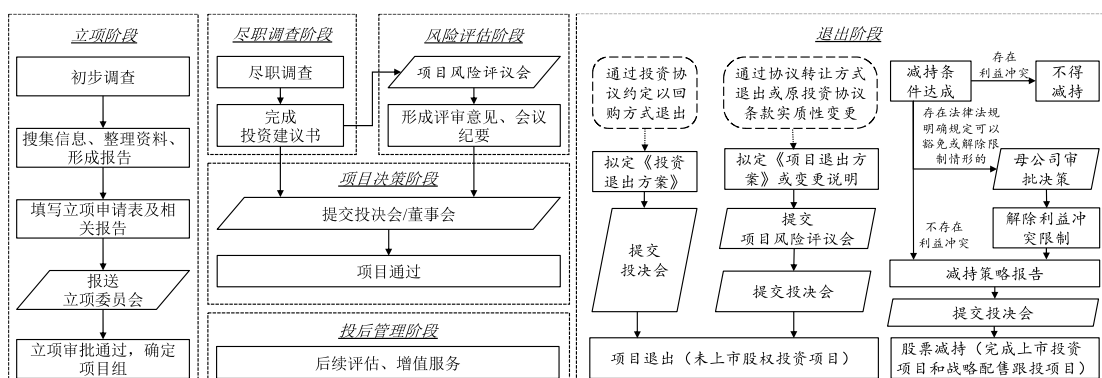 立项阶段
初步调查
搜集信息、整理资料、
形成报告
填写立项申请表及相
关报告
报送
立项委员会
立项审批通过，确定
项目组
尽职调查阶段
尽职调查
完成
投资建议书
风险评估阶段
项目风险评议会
形成评审意见、会议
纪要
项目决策阶段
提交投决会/董事会
项目通过
投后管理阶段
后续评估、增值服务
退出阶段
通过投资协
议约定以回
购方式退出
拟定《投资
退出方案》
提交
投决会
通过协议转让方式
退出或原投资协议
条款实质性变更
拟定《项目退出方
案》或变更说明
提交
项目风险评议会
提交投决会
项目退出（未上市股权投资项目）
减持条
件达成
存在
利益冲突
不得
减持
存在法律法规
明确规定可以
豁免或解除限
制情形的
母公司审
批决策
解除利益冲
突限制
不存在
利益冲突
减持策略报告
提交投决会
股票减持（完成上市投资
项目和战略配售跟投项目）